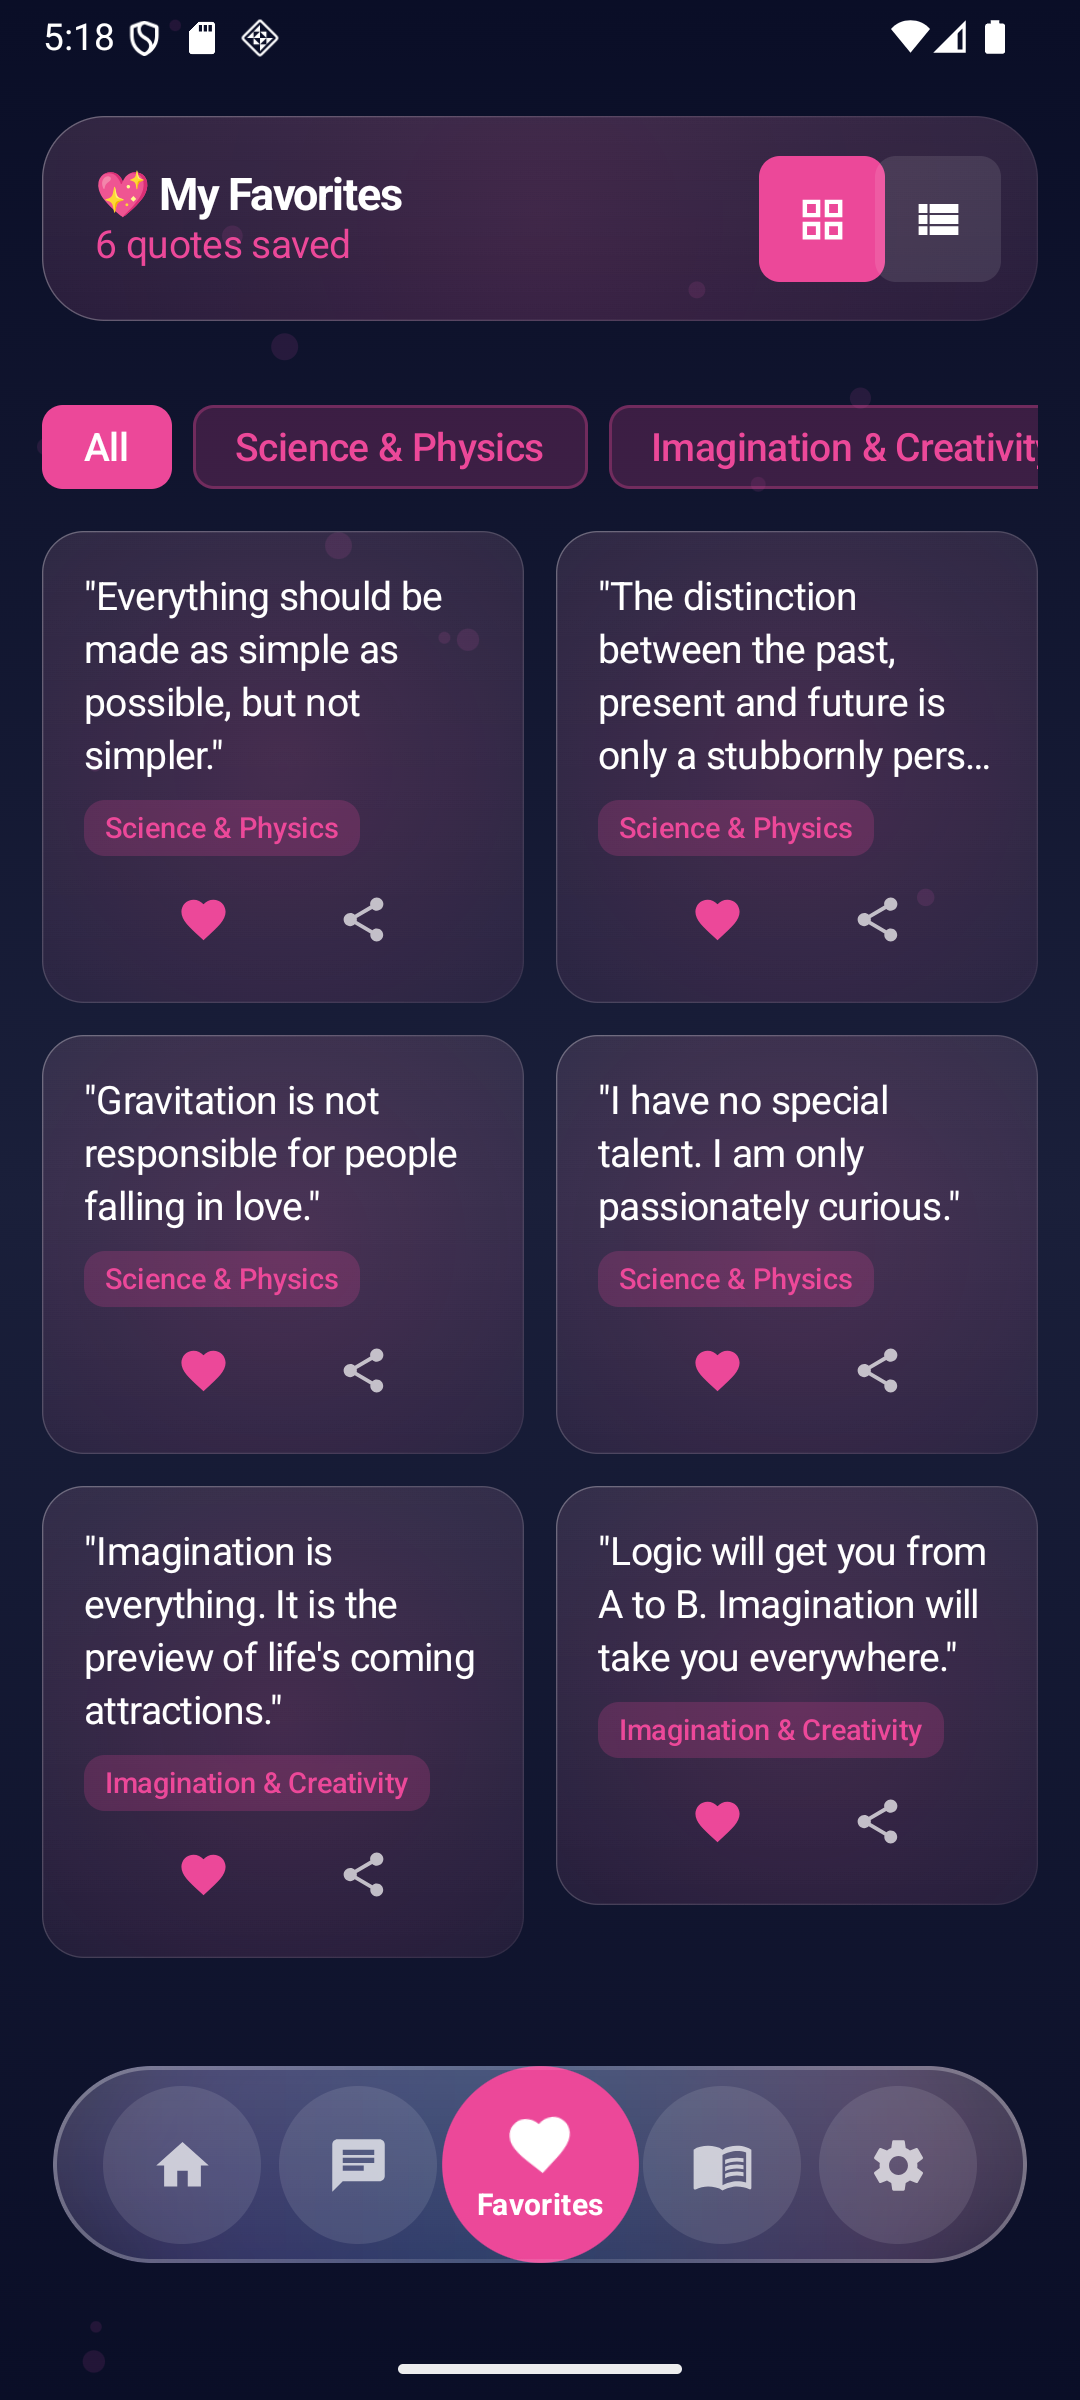 5:18
💖 My Favorites
6 quotes saved
All
Science & Physics
Imagination & Creativity
"Everything should be
made as simple as
possible, but not
simpler."
Science & Physics
"The distinction
between the past,
present and future is
only a stubbornly pers...
Science & Physics
"Gravitation is not
responsible for people
falling in love."
Science & Physics
"I have no special
talent. I am only
passionately curious."
Science & Physics
"Imagination is
everything. It is the
preview of life's coming
attractions."
Imagination & Creativity
"Logic will get you from
A to B. Imagination will
take you everywhere."
Imagination & Creativity
Favorites